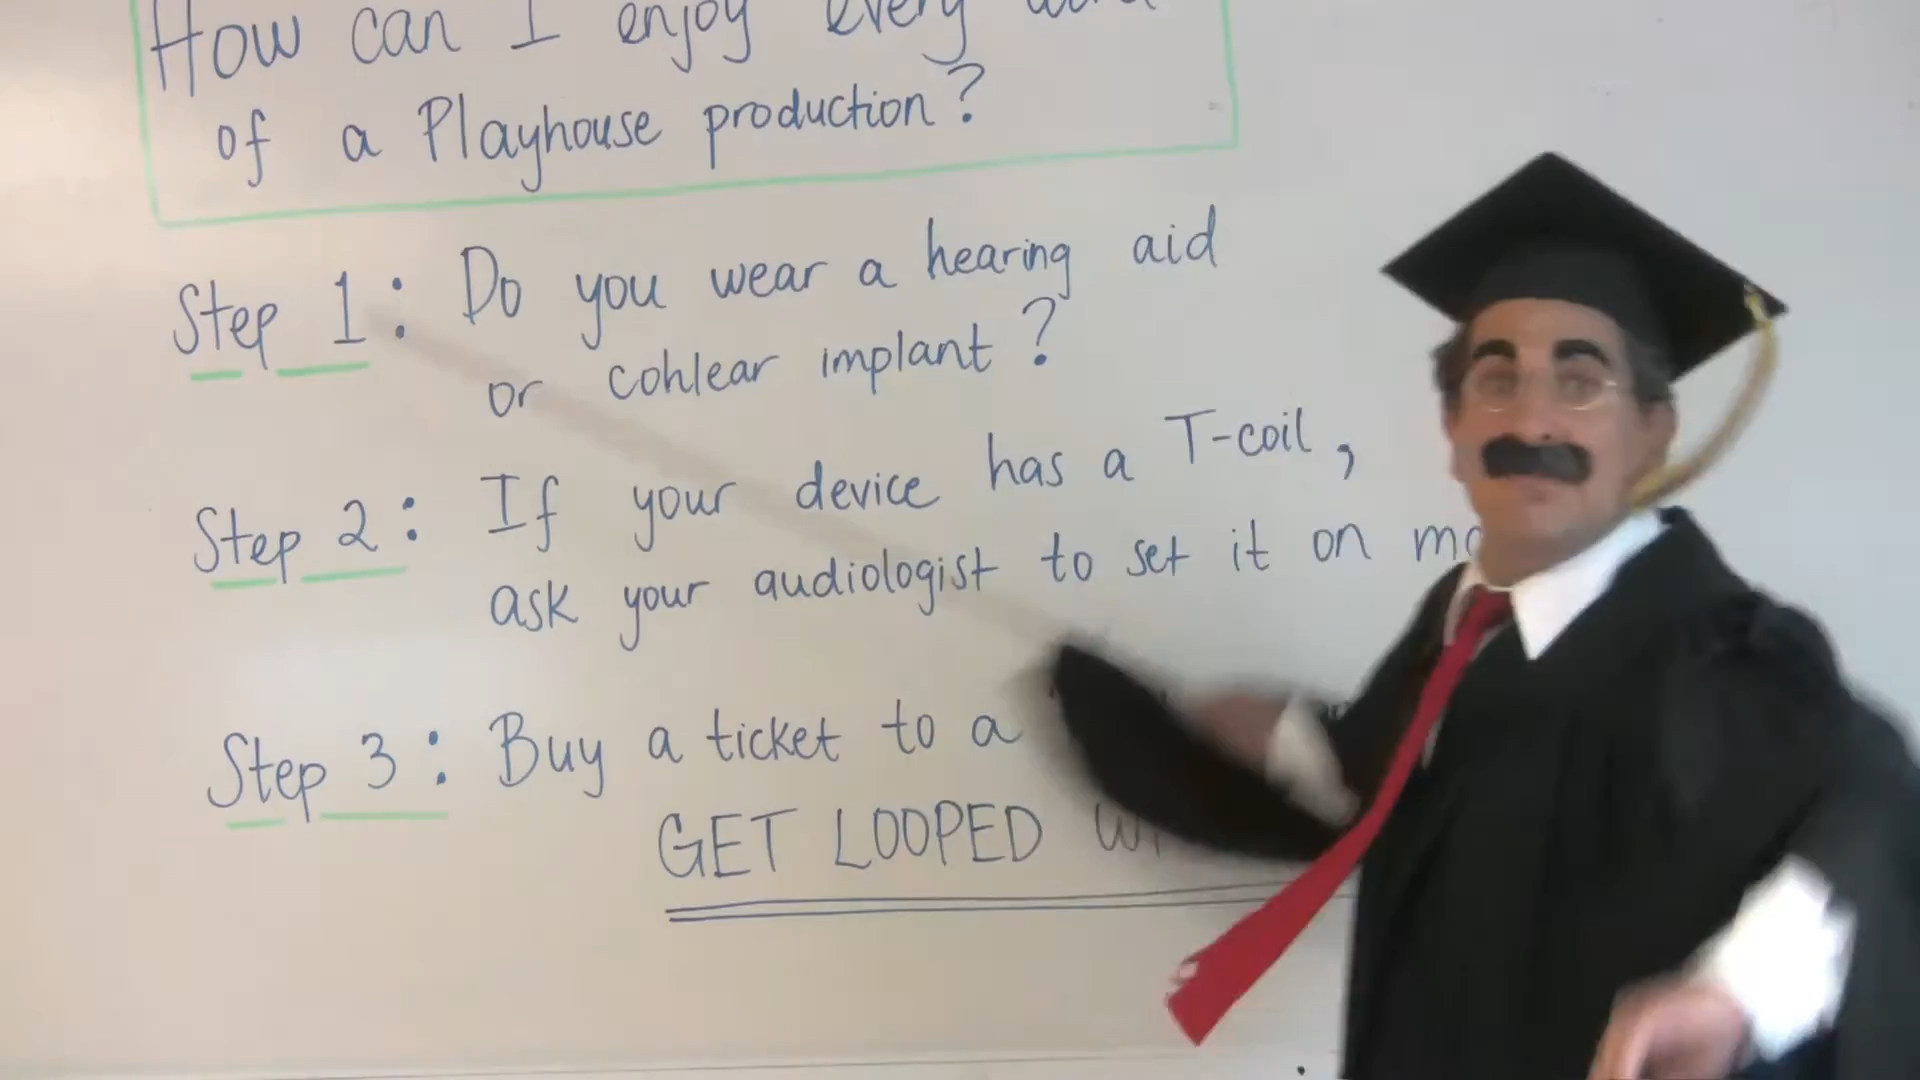 How can I enjoy every
of a Playhouse production?
Step 1: Do you wear a hearing aid
or cohlear implant?
Step 2: If your device has a T-coil,
ask your audiologist to set it on
Step 3: Buy a ticket to a
GET LOOPED